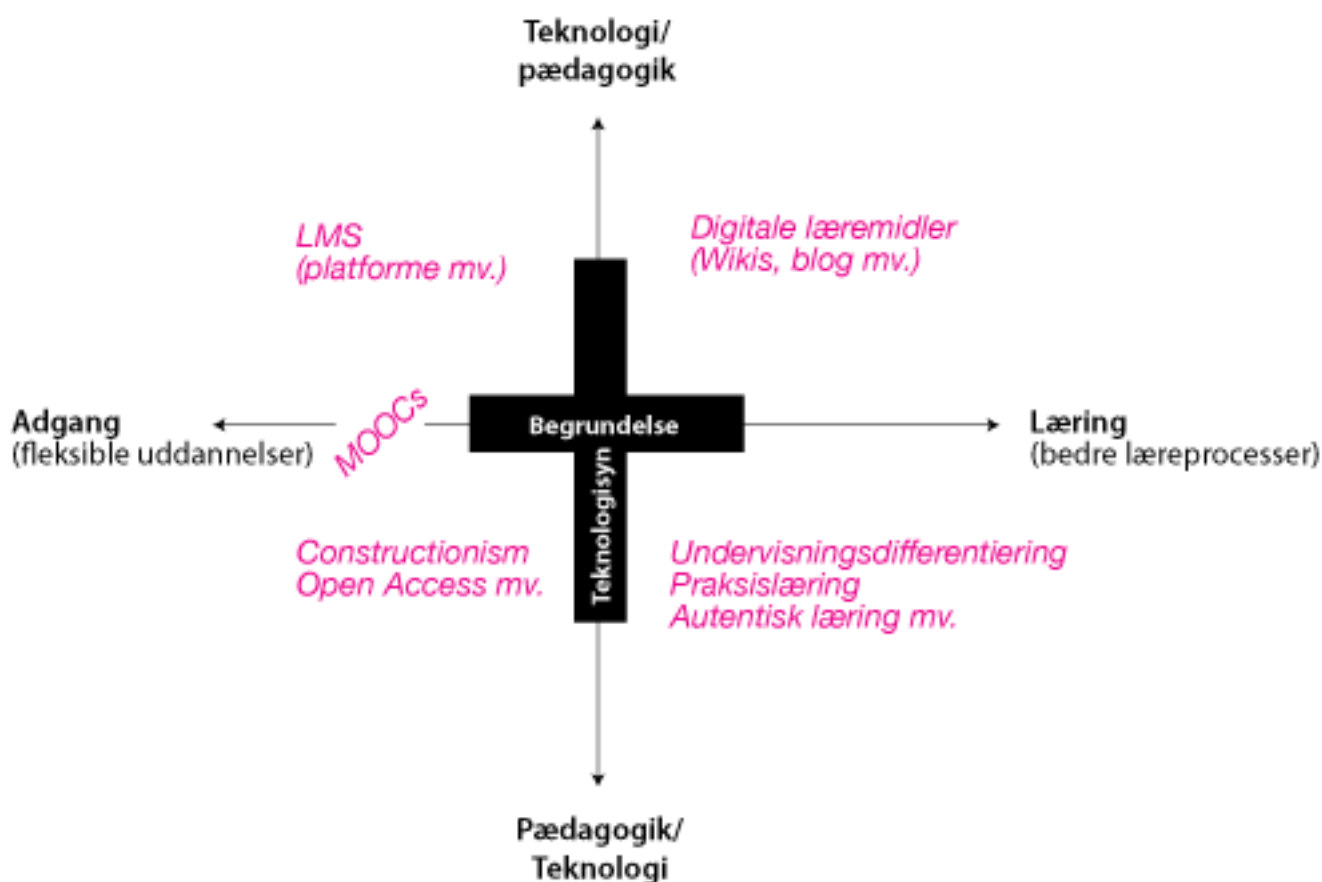 Teknologi/
pædagogik
LMS
(platforme mv.)
Digitale læremidler
(Wikis, blog mv.)
Adgang
(fleksible uddannelser)
MOOCs
Begrundelse
Læring
(bedre læreprocesser)
Teknologisyn
Constructionism
Open Access mv.
Undervisningsdifferentiering
Praksislæring
Autentisk læring mv.
Pædagogik/
Teknologi